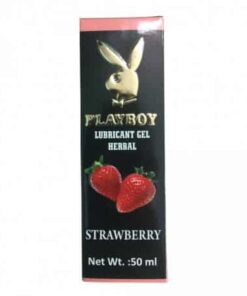 PLAYBOY
LUBRICANT GEL
HERBAL
STRAWBERRY
Net Wt. :50 ml